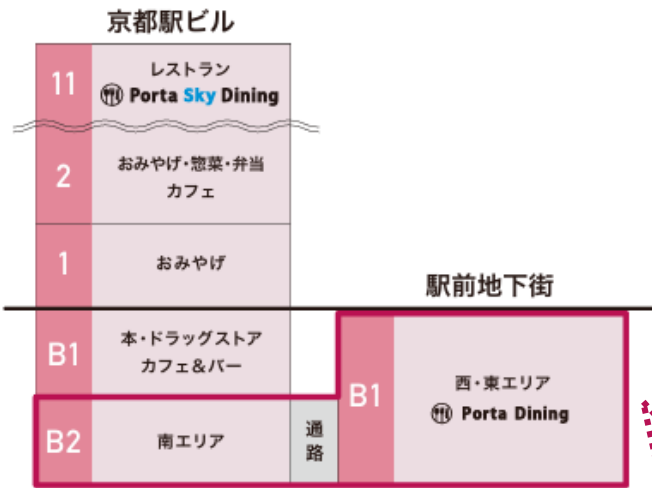 京都駅ビル
11
レストラン
Porta Sky Dining
2
おみやげ・惣菜・弁当
カフェ
1
おみやげ
駅前地下街
B1
本・ドラッグストア
カフェ&バー
B1
西・東エリア
Porta Dining
B2
南エリア
通路